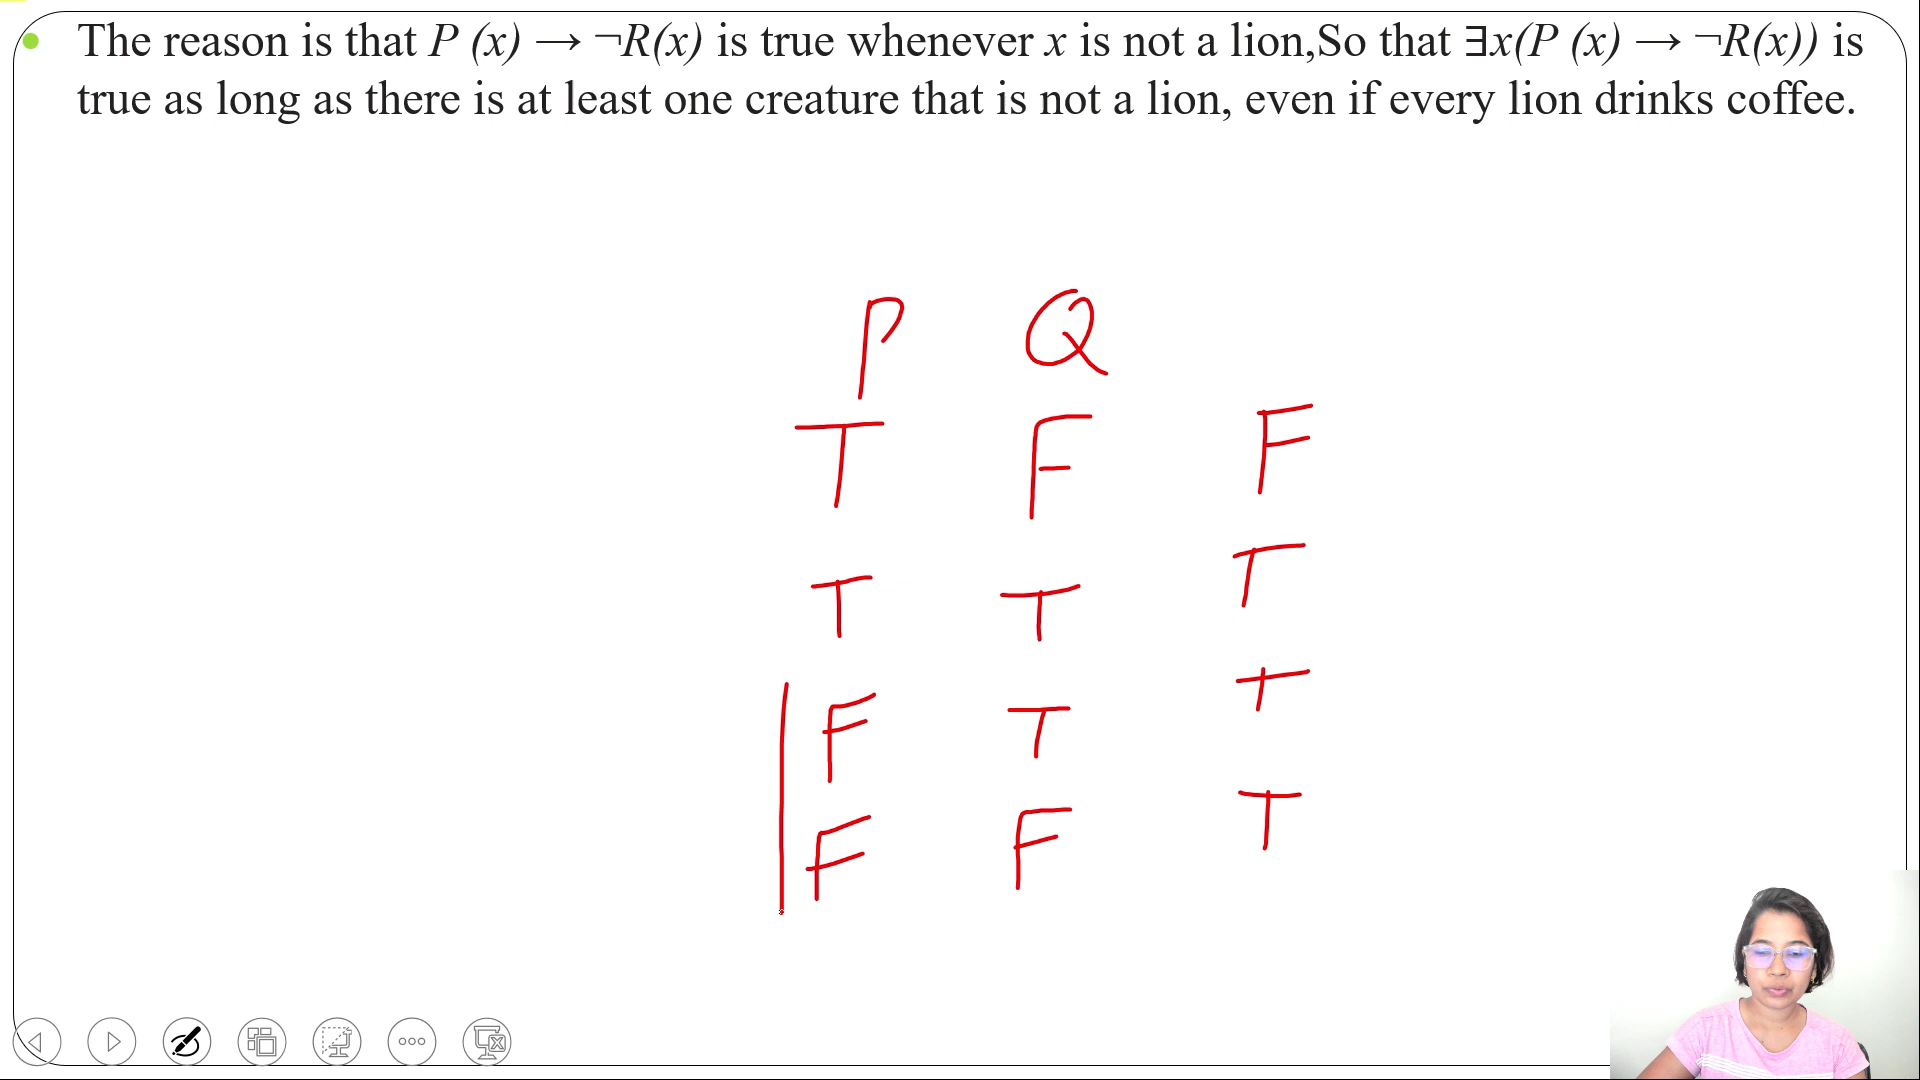 The reason is that P (x) → ¬R(x) is true whenever x is not a lion,So that ∃x(P (x) → ¬R(x)) is
true as long as there is at least one creature that is not a lion, even if every lion drinks coffee.
P Q
T F F
T T T
F T T
F F T